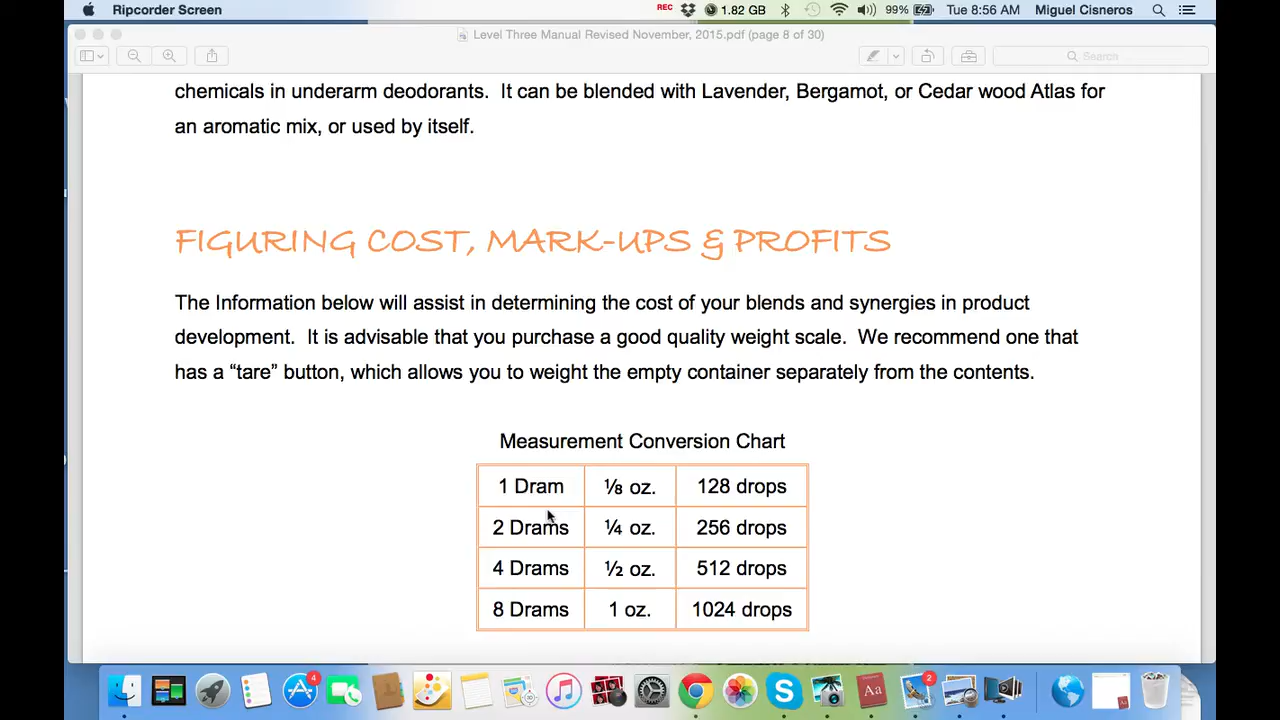 Ripcorder Screen
REC
1.82 GB
99%
Tue 8:56 AM
Miguel Cisneros
Level Three Manual Revised November, 2015.pdf (page 8 of 30)
Search
chemicals in underarm deodorants. It can be blended with Lavender, Bergamot, or Cedar wood Atlas for
an aromatic mix, or used by itself.
FIGURING COST, MARK-UPS & PROFITS
The Information below will assist in determining the cost of your blends and synergies in product
development. It is advisable that you purchase a good quality weight scale. We recommend one that
has a “tare” button, which allows you to weight the empty container separately from the contents.
Measurement Conversion Chart
1 Dram ⅛ oz. 128 drops
2 Drams ¼ oz. 256 drops
4 Drams ½ oz. 512 drops
8 Drams 1 oz. 1024 drops
4
Aa
2